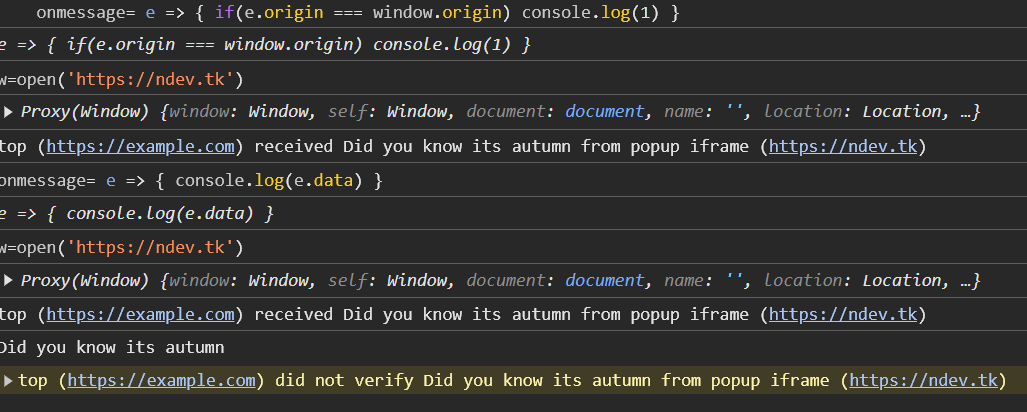 onmessage= e => { if(e.origin === window.origin) console.log(1) }
e => { if(e.origin === window.origin) console.log(1) }
w=open('https://ndev.tk')
▶ Proxy(Window) {window: Window, self: Window, document: document, name: '', location: Location, …}
top (https://example.com) received Did you know its autumn from popup iframe (https://ndev.tk)
onmessage= e => { console.log(e.data) }
e => { console.log(e.data) }
w=open('https://ndev.tk')
▶ Proxy(Window) {window: Window, self: Window, document: document, name: '', location: Location, …}
top (https://example.com) received Did you know its autumn from popup iframe (https://ndev.tk)
Did you know its autumn
▶ top (https://example.com) did not verify Did you know its autumn from popup iframe (https://ndev.tk)